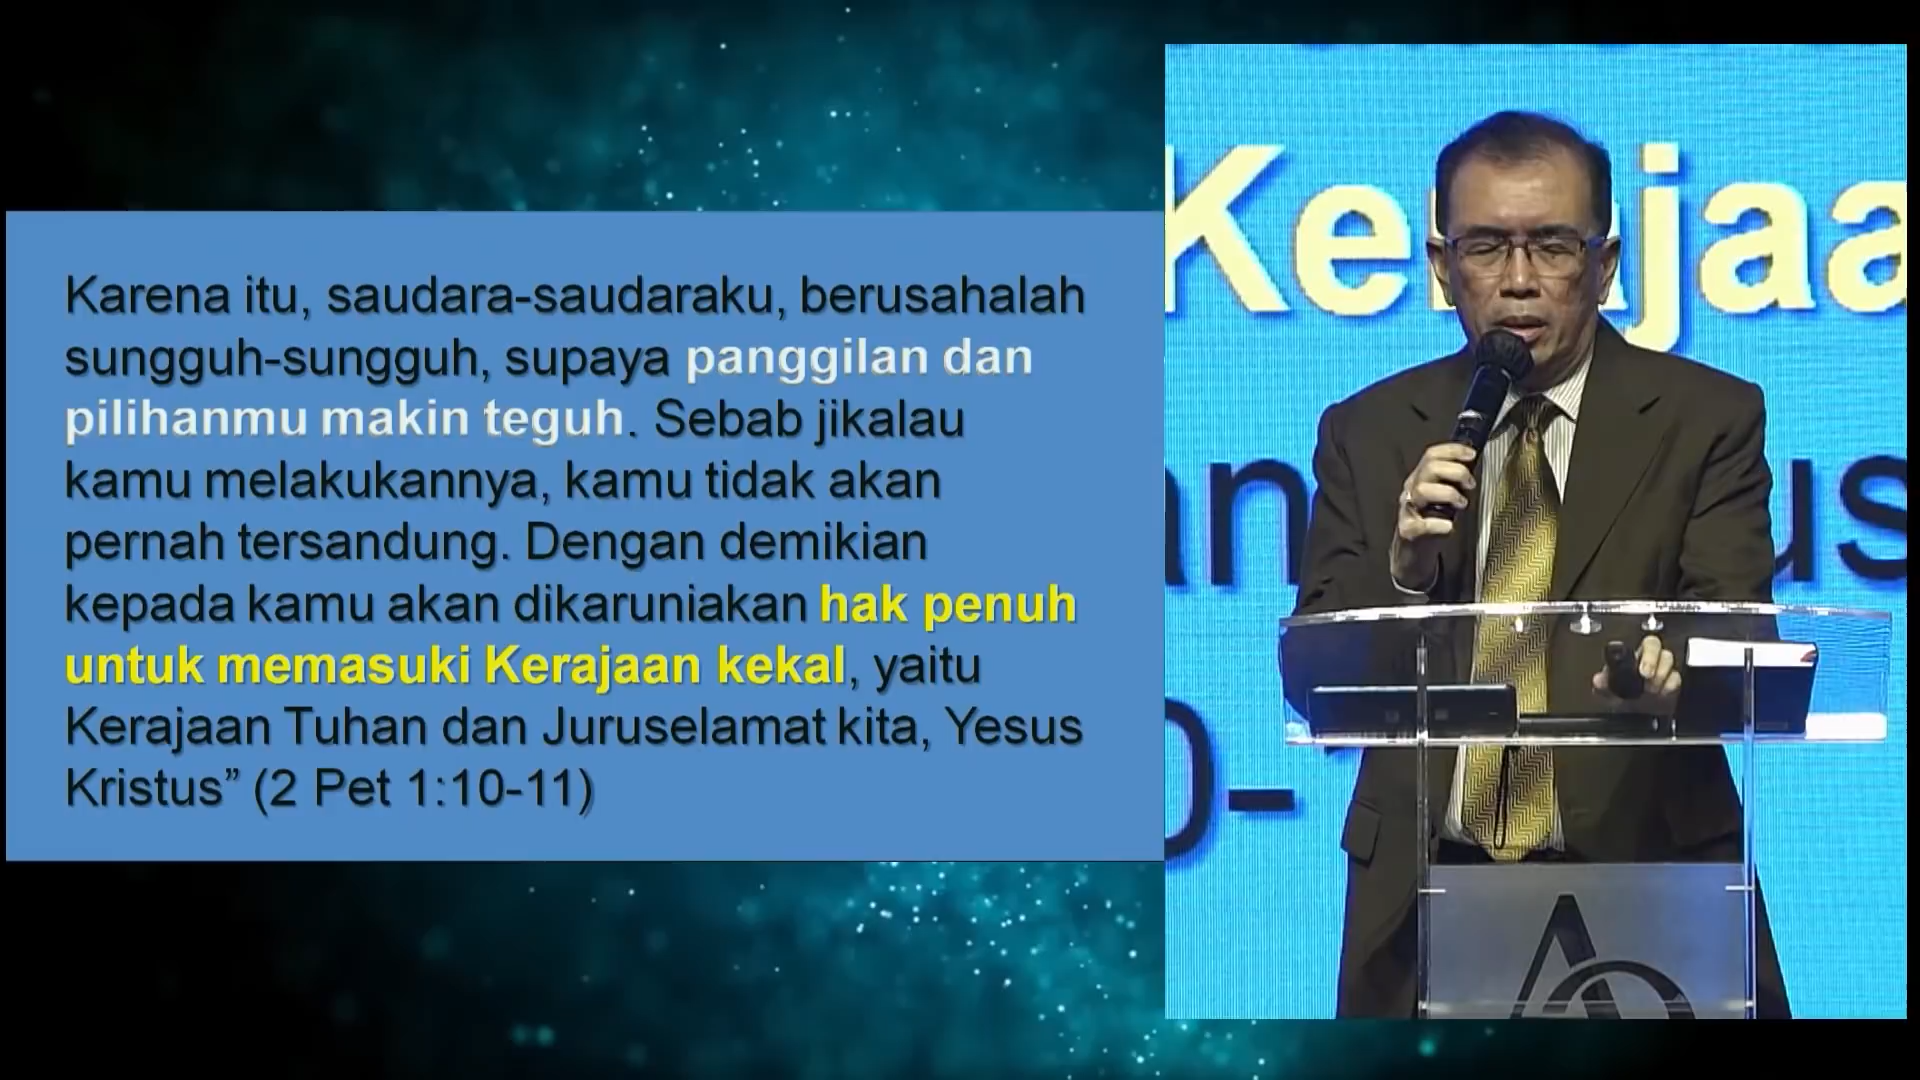 Karena itu, saudara-saudaraku, berusahalah
sungguh-sungguh, supaya panggilan dan
pilihanmu makin teguh. Sebab jikalau
kamu melakukannya, kamu tidak akan
pernah tersandung. Dengan demikian
kepada kamu akan dikaruniakan hak penuh
untuk memasuki Kerajaan kekal, yaitu
Kerajaan Tuhan dan Juruselamat kita, Yesus
Kristus” (2 Pet 1:10-11)